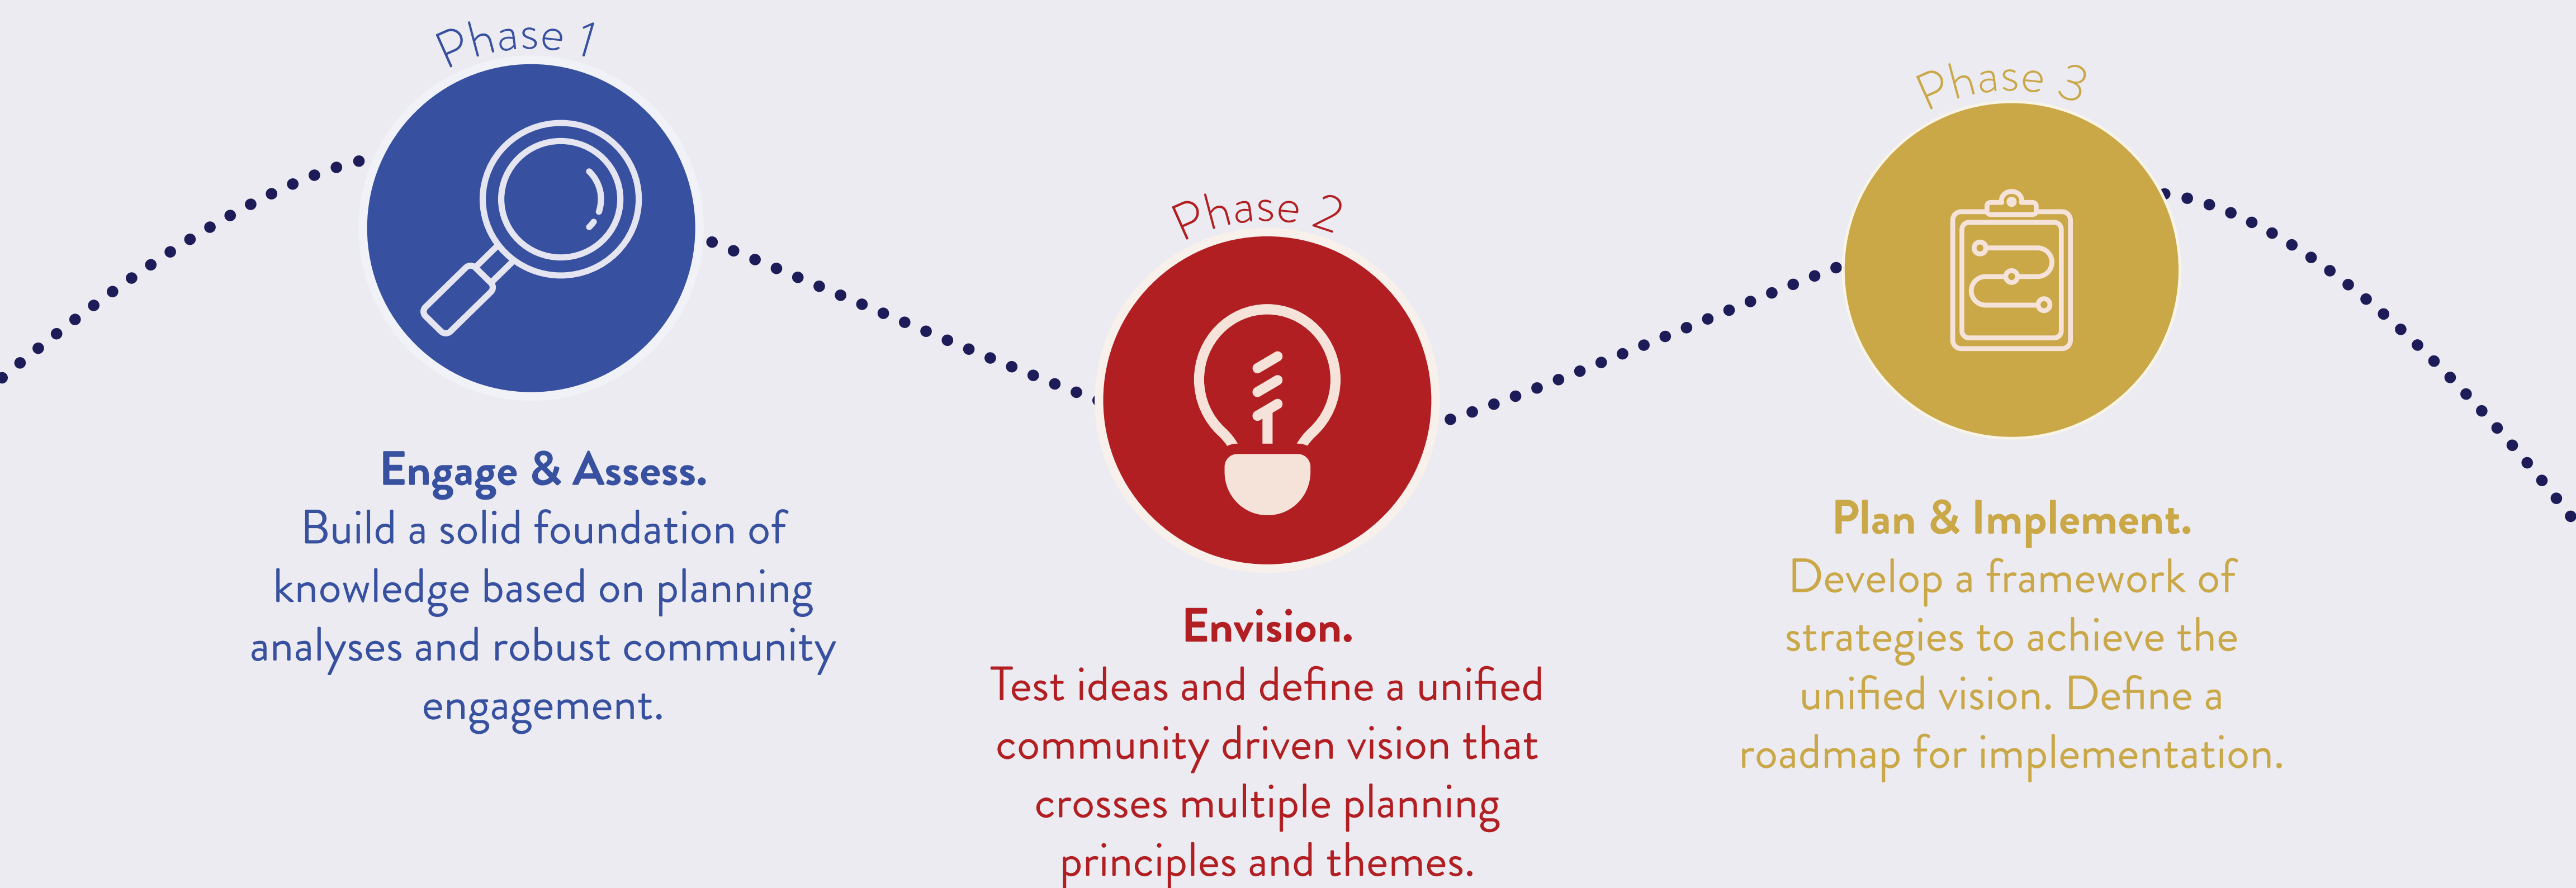 Phase 1
Engage & Assess.
Build a solid foundation of
knowledge based on planning
analyses and robust community
engagement.
Phase 2
Envision.
Test ideas and define a unified
community driven vision that
crosses multiple planning
principles and themes.
Phase 3
Plan & Implement.
Develop a framework of
strategies to achieve the
unified vision. Define a
roadmap for implementation.